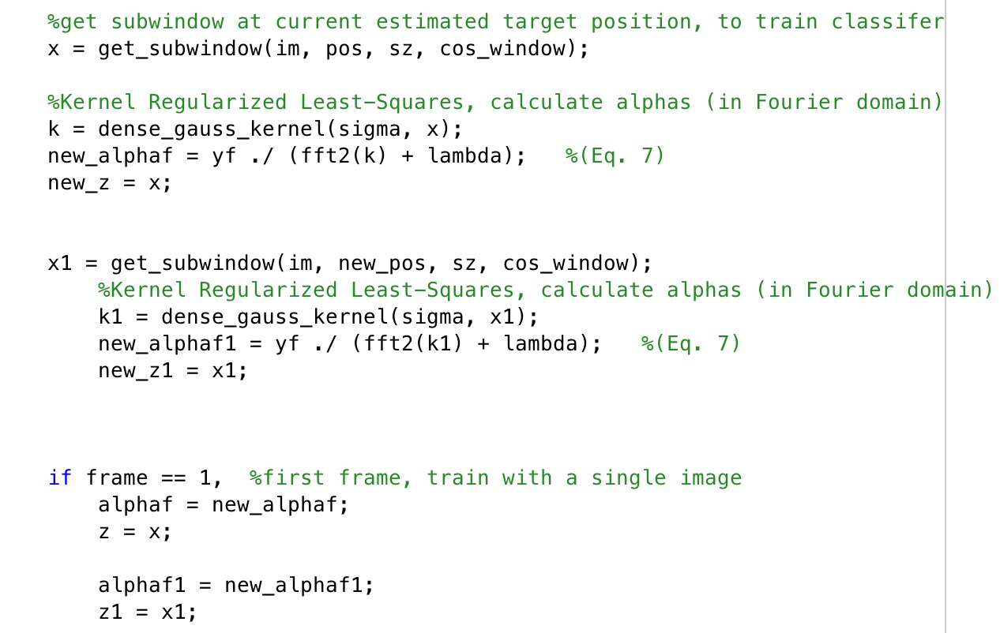 %get subwindow at current estimated target position, to train classifer
x = get_subwindow(im, pos, sz, cos_window);
%Kernel Regularized Least-Squares, calculate alphas (in Fourier domain)
k = dense_gauss_kernel(sigma, x);
new_alphaf = yf ./ (fft2(k) + lambda);   %(Eq. 7)
new_z = x;
x1 = get_subwindow(im, new_pos, sz, cos_window);
%Kernel Regularized Least-Squares, calculate alphas (in Fourier domain)
k1 = dense_gauss_kernel(sigma, x1);
new_alphaf1 = yf ./ (fft2(k1) + lambda);   %(Eq. 7)
new_z1 = x1;
if frame == 1,  %first frame, train with a single image
alphaf = new_alphaf;
z = x;
alphaf1 = new_alphaf1;
z1 = x1;